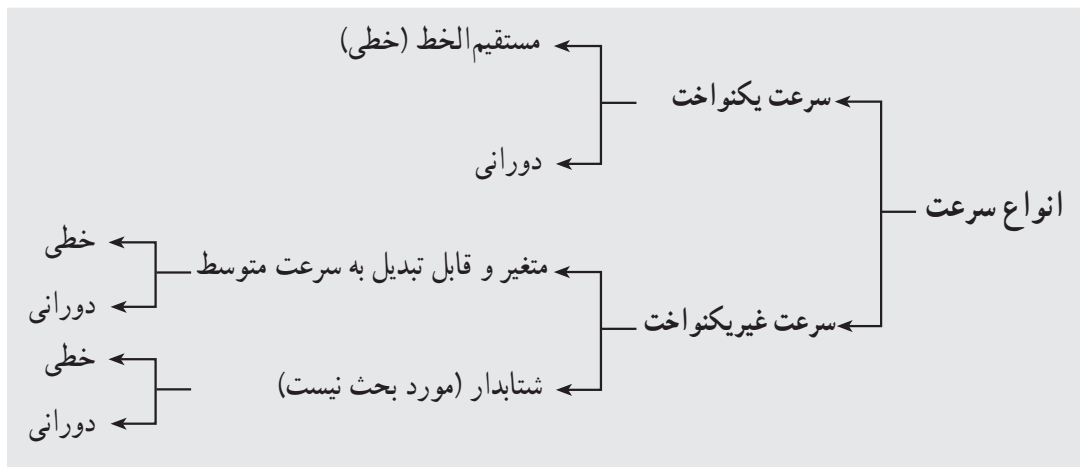 انواع سرعت
سرعت یکنواخت
مستقیم‌الخط (خطی)
دورانی
سرعت غیریکنواخت
متغیر و قابل تبدیل به سرعت متوسط
خطی
دورانی
شتابدار (مورد بحث نیست)
خطی
دورانی